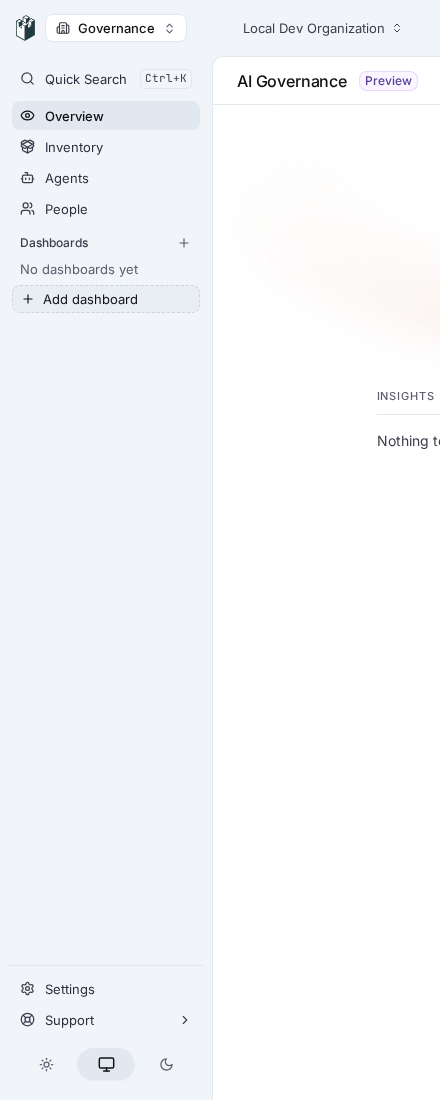 Governance
Local Dev Organization
Quick Search Ctrl+K
AI Governance Preview
Overview
Inventory
Agents
People
Dashboards
No dashboards yet
Add dashboard
INSIGHTS
Nothing
Settings
Support